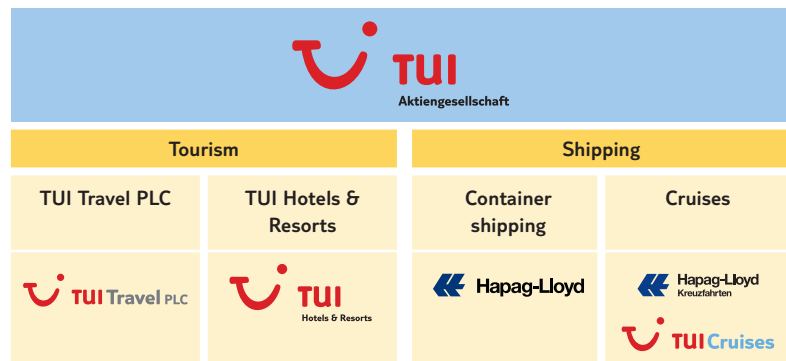 TUI
Aktiengesellschaft
Tourism
Shipping
TUI Travel PLC
TUI Hotels &
Resorts
Container
shipping
Cruises
TUI Travel PLC
TUI
Hotels & Resorts
Hapag-Lloyd
Hapag-Lloyd
Kreuzfahrten
TUI Cruises